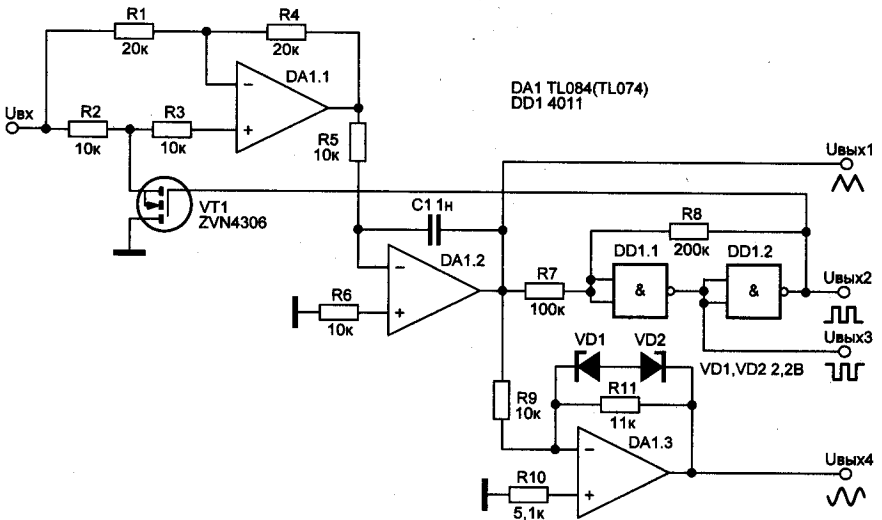 R1
20к
R4
20к
DA1.1
−
+
DA1 TL084(TL074)
DD1 4011
Uвх
R2
10к
R3
10к
R5
10к
VT1
ZVN4306
C1 1н
Uвых1
R8
200к
DD1.1
&
DD1.2
&
DA1.2
−
+
R7
100к
Uвых2
R6
10к
Uвых3
VD1
VD2
VD1,VD2 2,2В
R9
10к
R11
11к
DA1.3
−
+
R10
5,1к
Uвых4